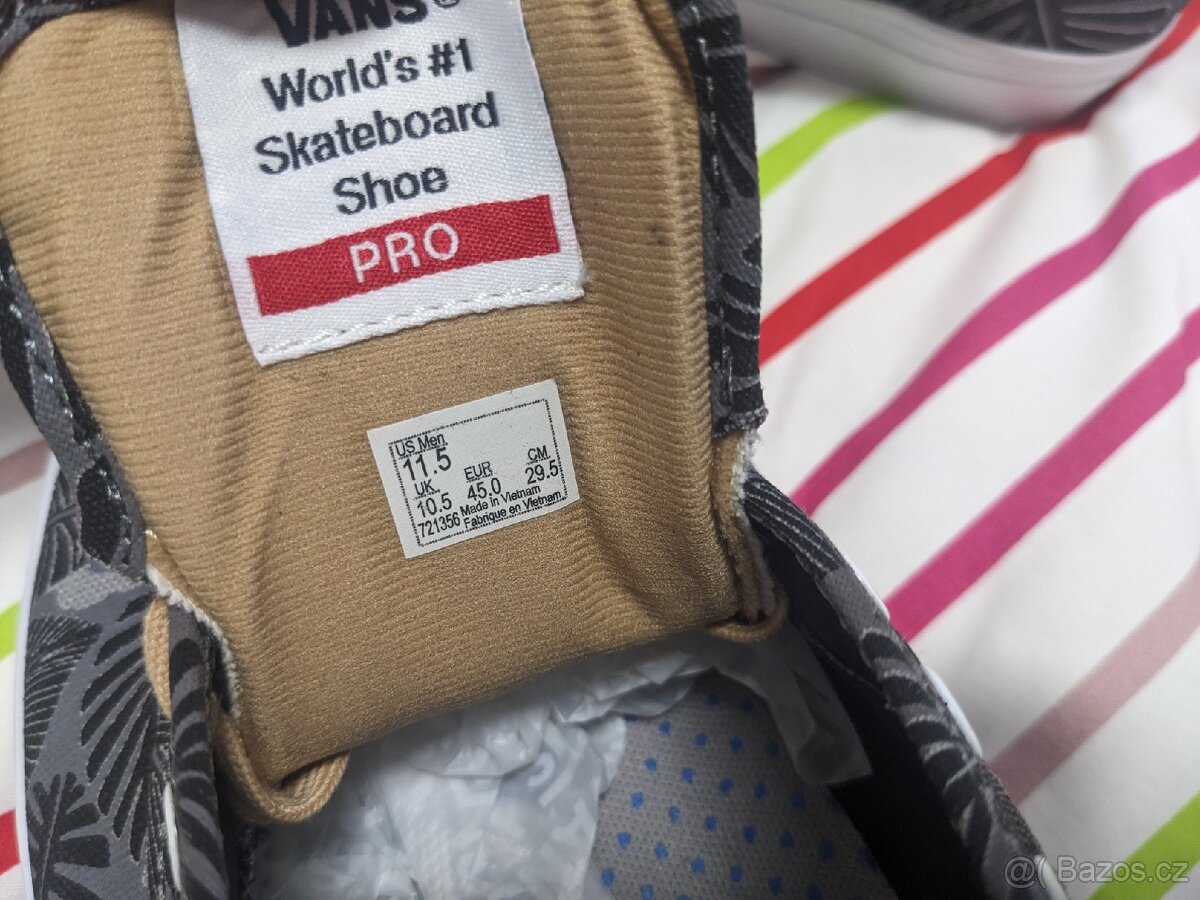 VANS®
World's #1
Skateboard
Shoe
PRO
US Men
11.5
UK EUR CM
10.5 45.0 29.5
721356 Made in Vietnam
Fabrique en Vietnam
@( Bazos.cz